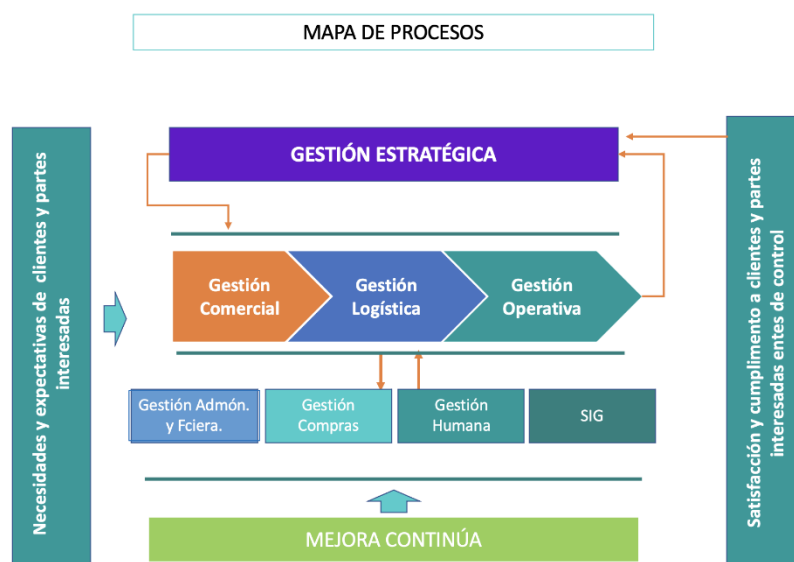 MAPA DE PROCESOS
Necesidades y expectativas de clientes y partes
interesadas
GESTIÓN ESTRATÉGICA
Gestión
Comercial
Gestión
Logística
Gestión
Operativa
Gestión Admón.
y Fciera.
Gestión
Compras
Gestión
Humana
SIG
MEJORA CONTINÚA
Satisfacción y cumplimento a clientes y partes
interesadas entes de control